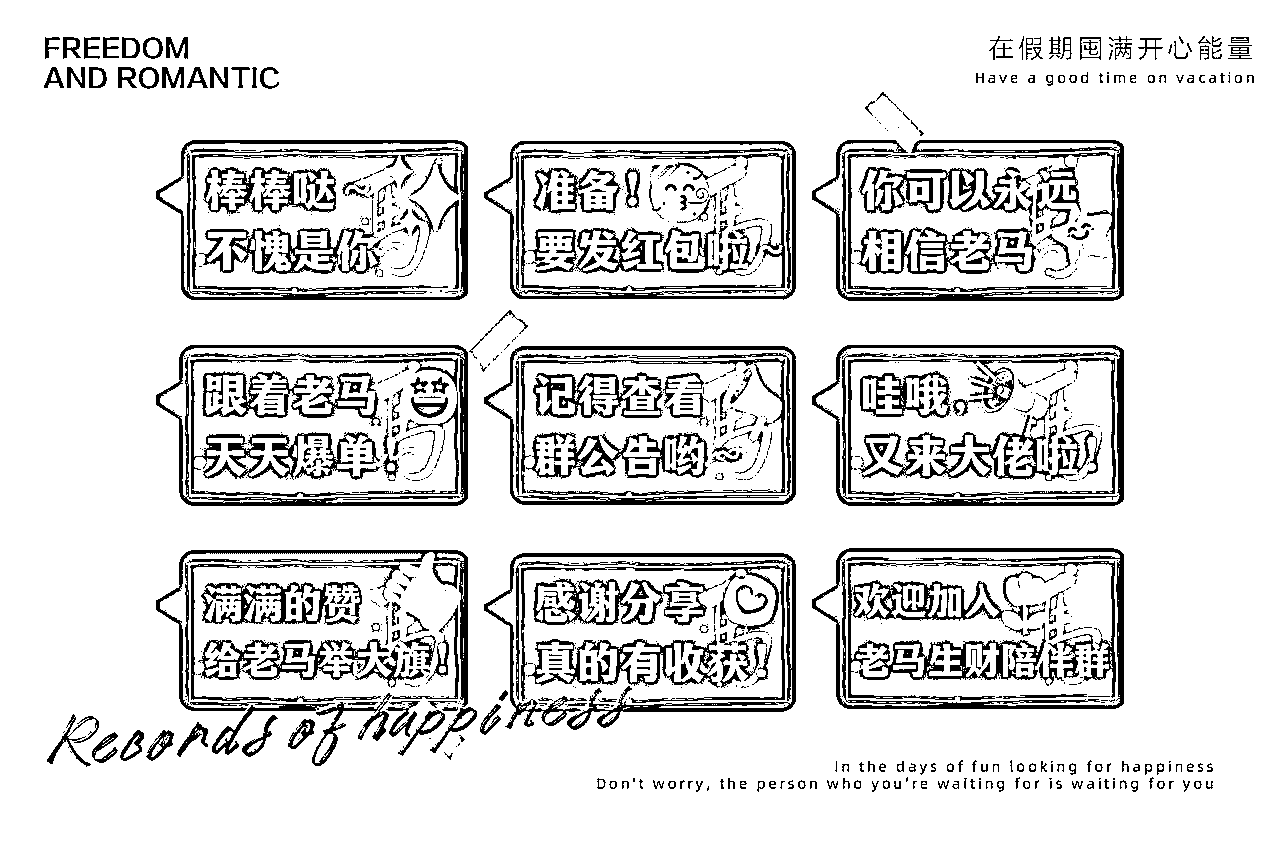 FREEDOM
AND ROMANTIC
在假期囤满开心能量
Have a good time on vacation
棒棒哒~
不愧是你
准备!
要发红包啦~
你可以永远
相信老马~
跟着老马
天天爆单!
记得查看
群公告哟~
哇哦。
又来大佬啦!
满满的赞
给老马举大旗!
感谢分享
真的有收获!
欢迎加入
老马生财陪伴群
Records of happiness
In the days of fun looking for happiness
Don't worry, the person who you're waiting for is waiting for you